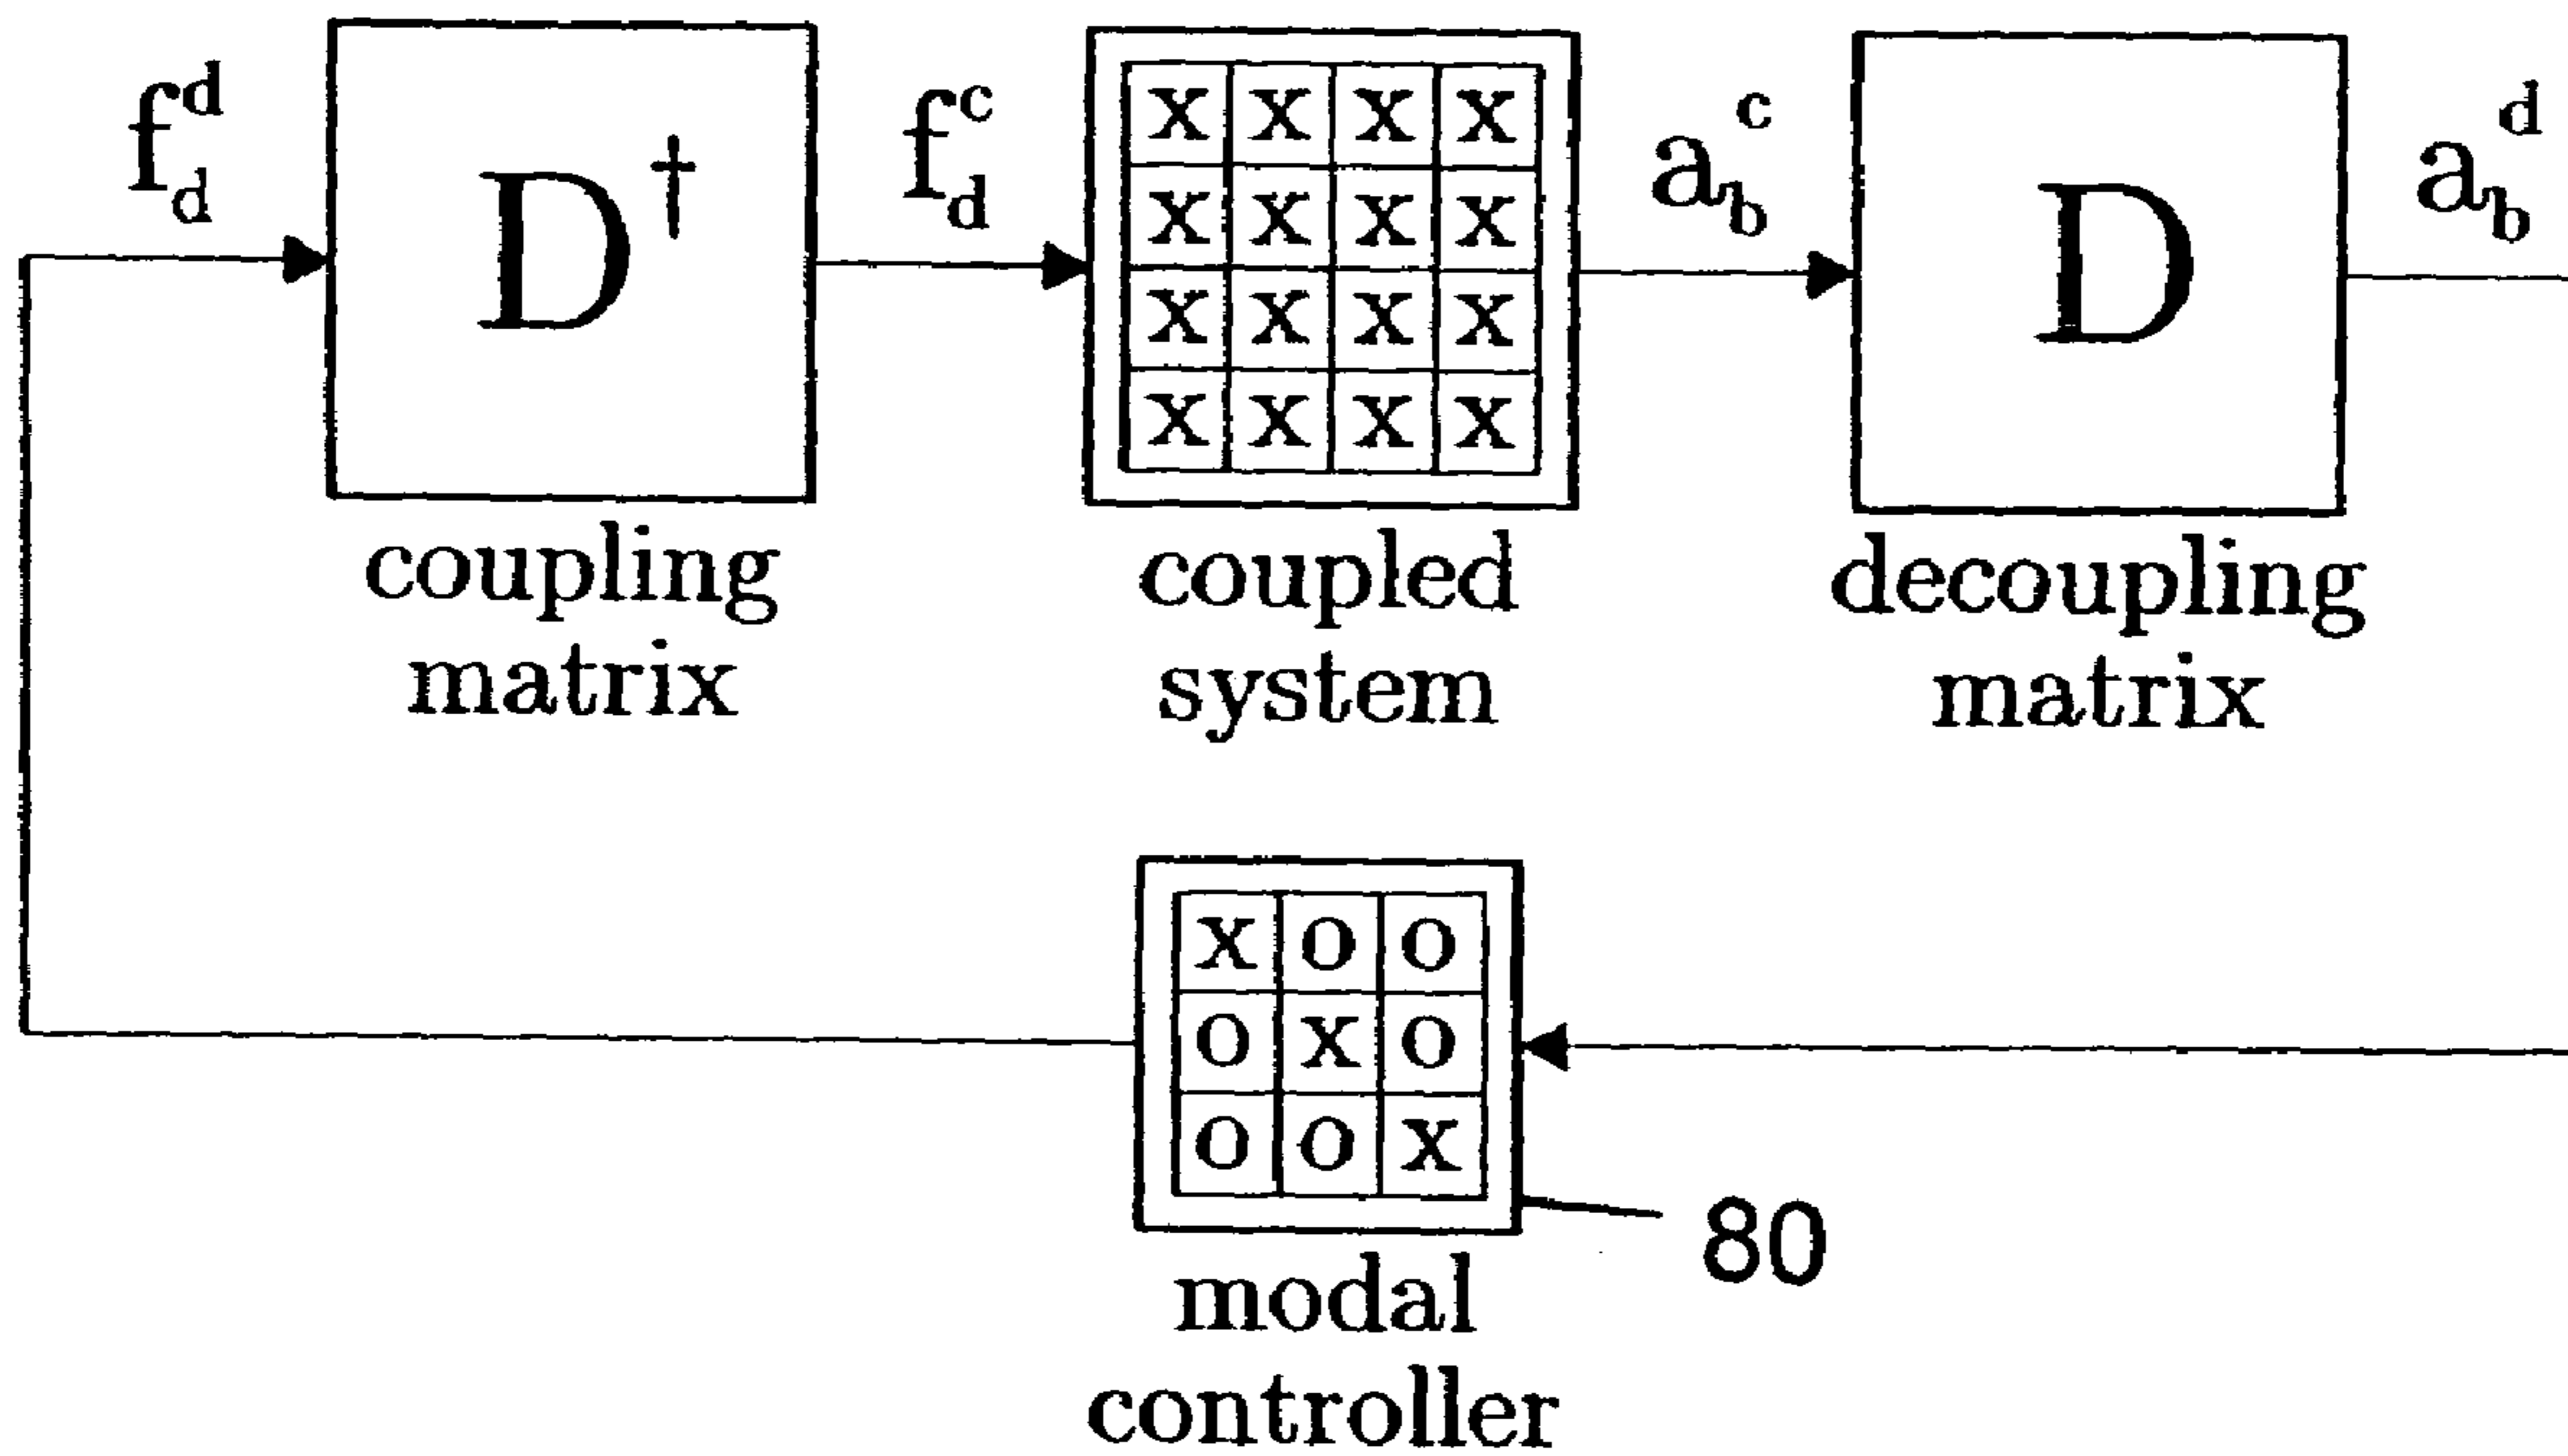 f_d^d
D†
f_d^c
x x x x
x x x x
x x x x
x x x x
a_b^c
D
a_b^d
coupling
matrix
coupled
system
decoupling
matrix
x o o
o x o
o o x
80
modal
controller